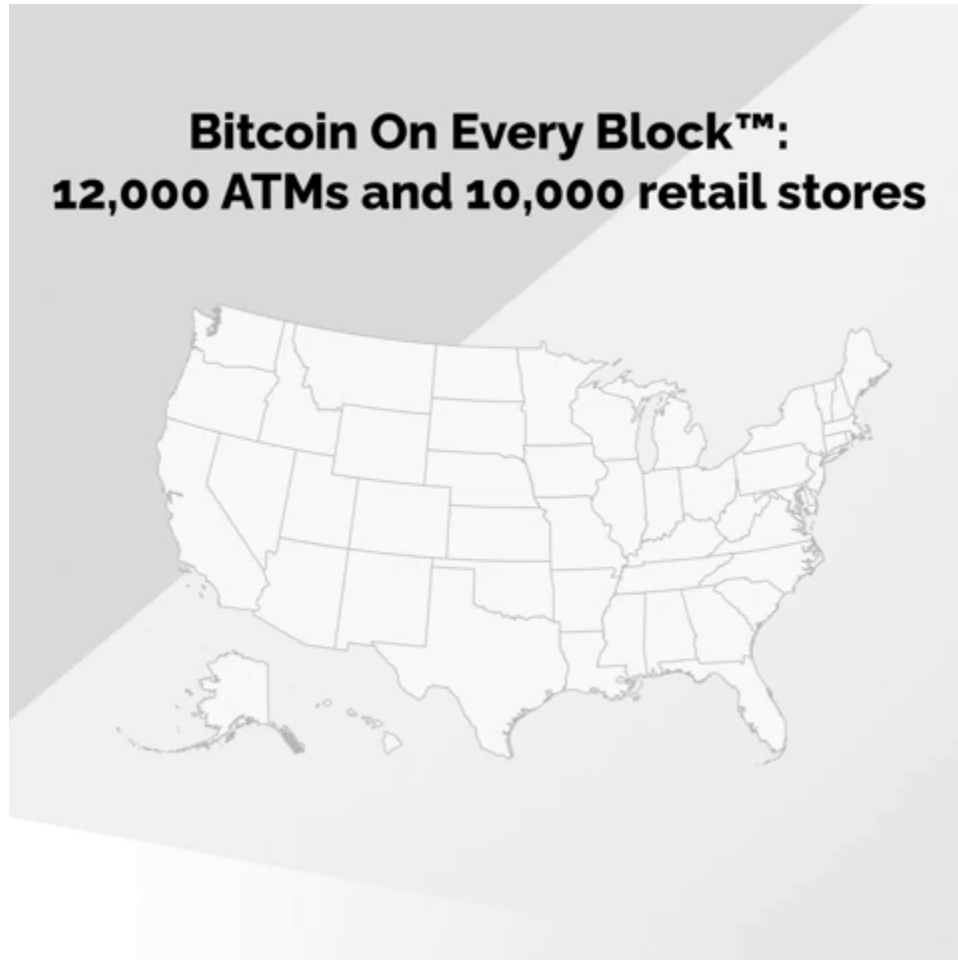 Bitcoin On Every Block™:
12,000 ATMs and 10,000 retail stores